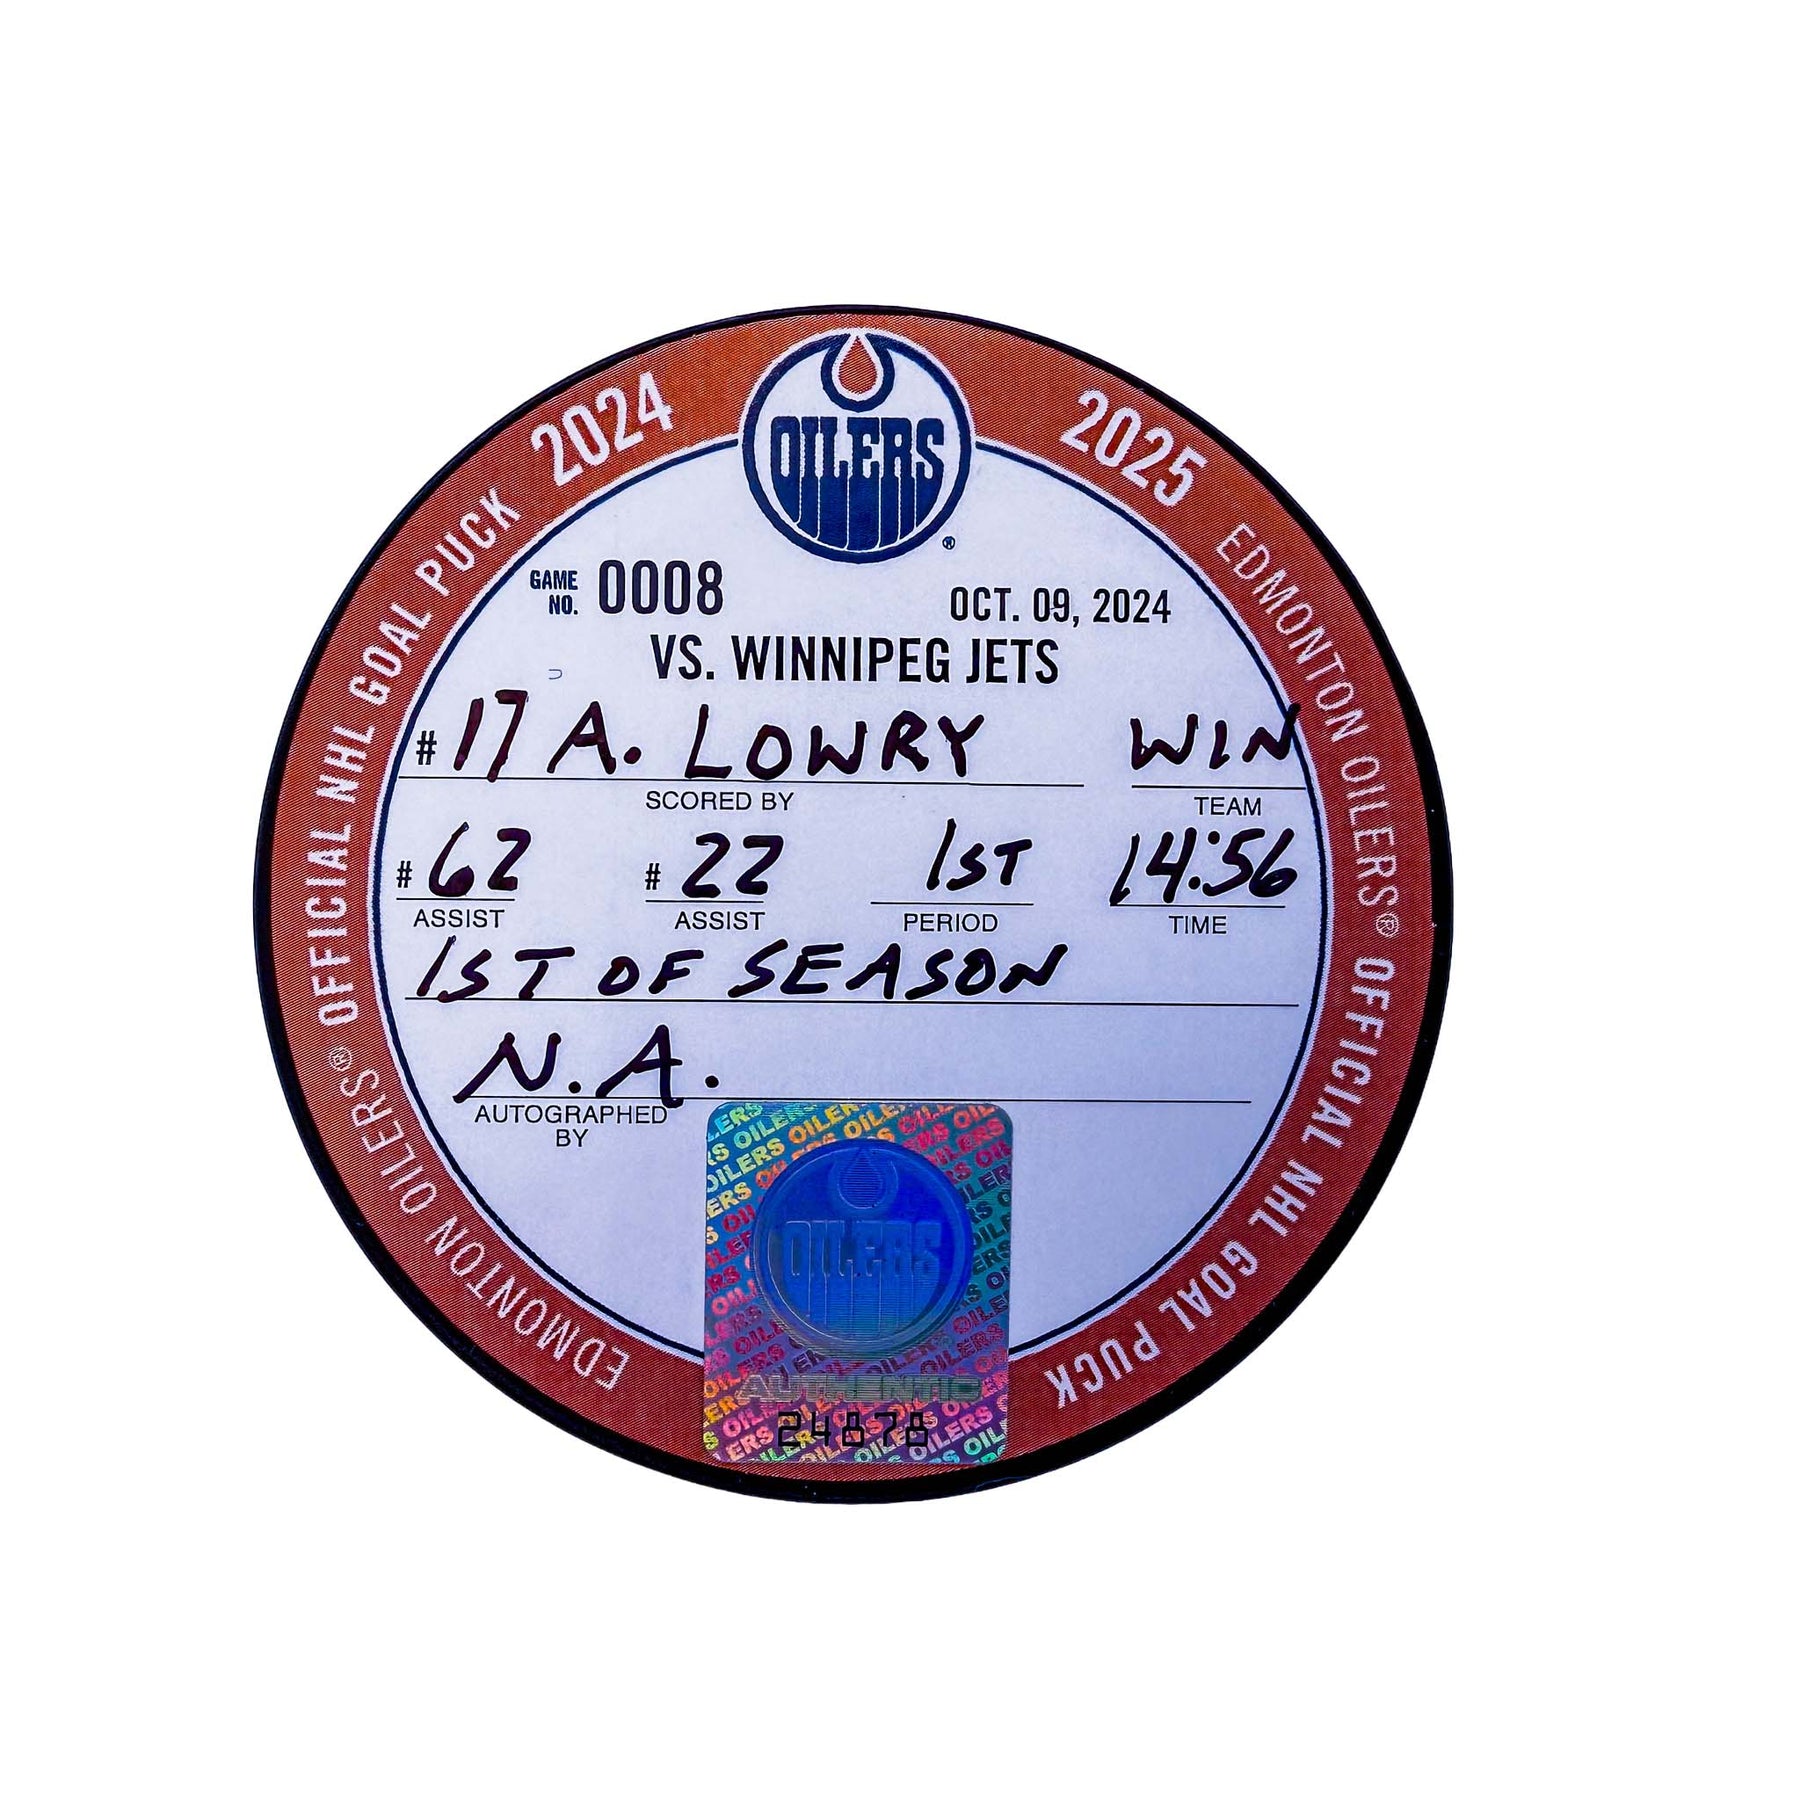 OFFICIAL NHL GOAL PUCK 2024
2025 EDMONTON OILERS® OFFICIAL NHL GOAL PUCK
EDMONTON OILERS®
OILERS
®
GAME NO. 0008
OCT. 09, 2024
VS. WINNIPEG JETS
# 17 A. LOWRY WIN
SCORED BY TEAM
# 62 # 22 1ST 14:56
ASSIST ASSIST PERIOD TIME
1ST OF SEASON
N.A.
AUTOGRAPHED
BY
OILERS
AUTHENTIC
24878